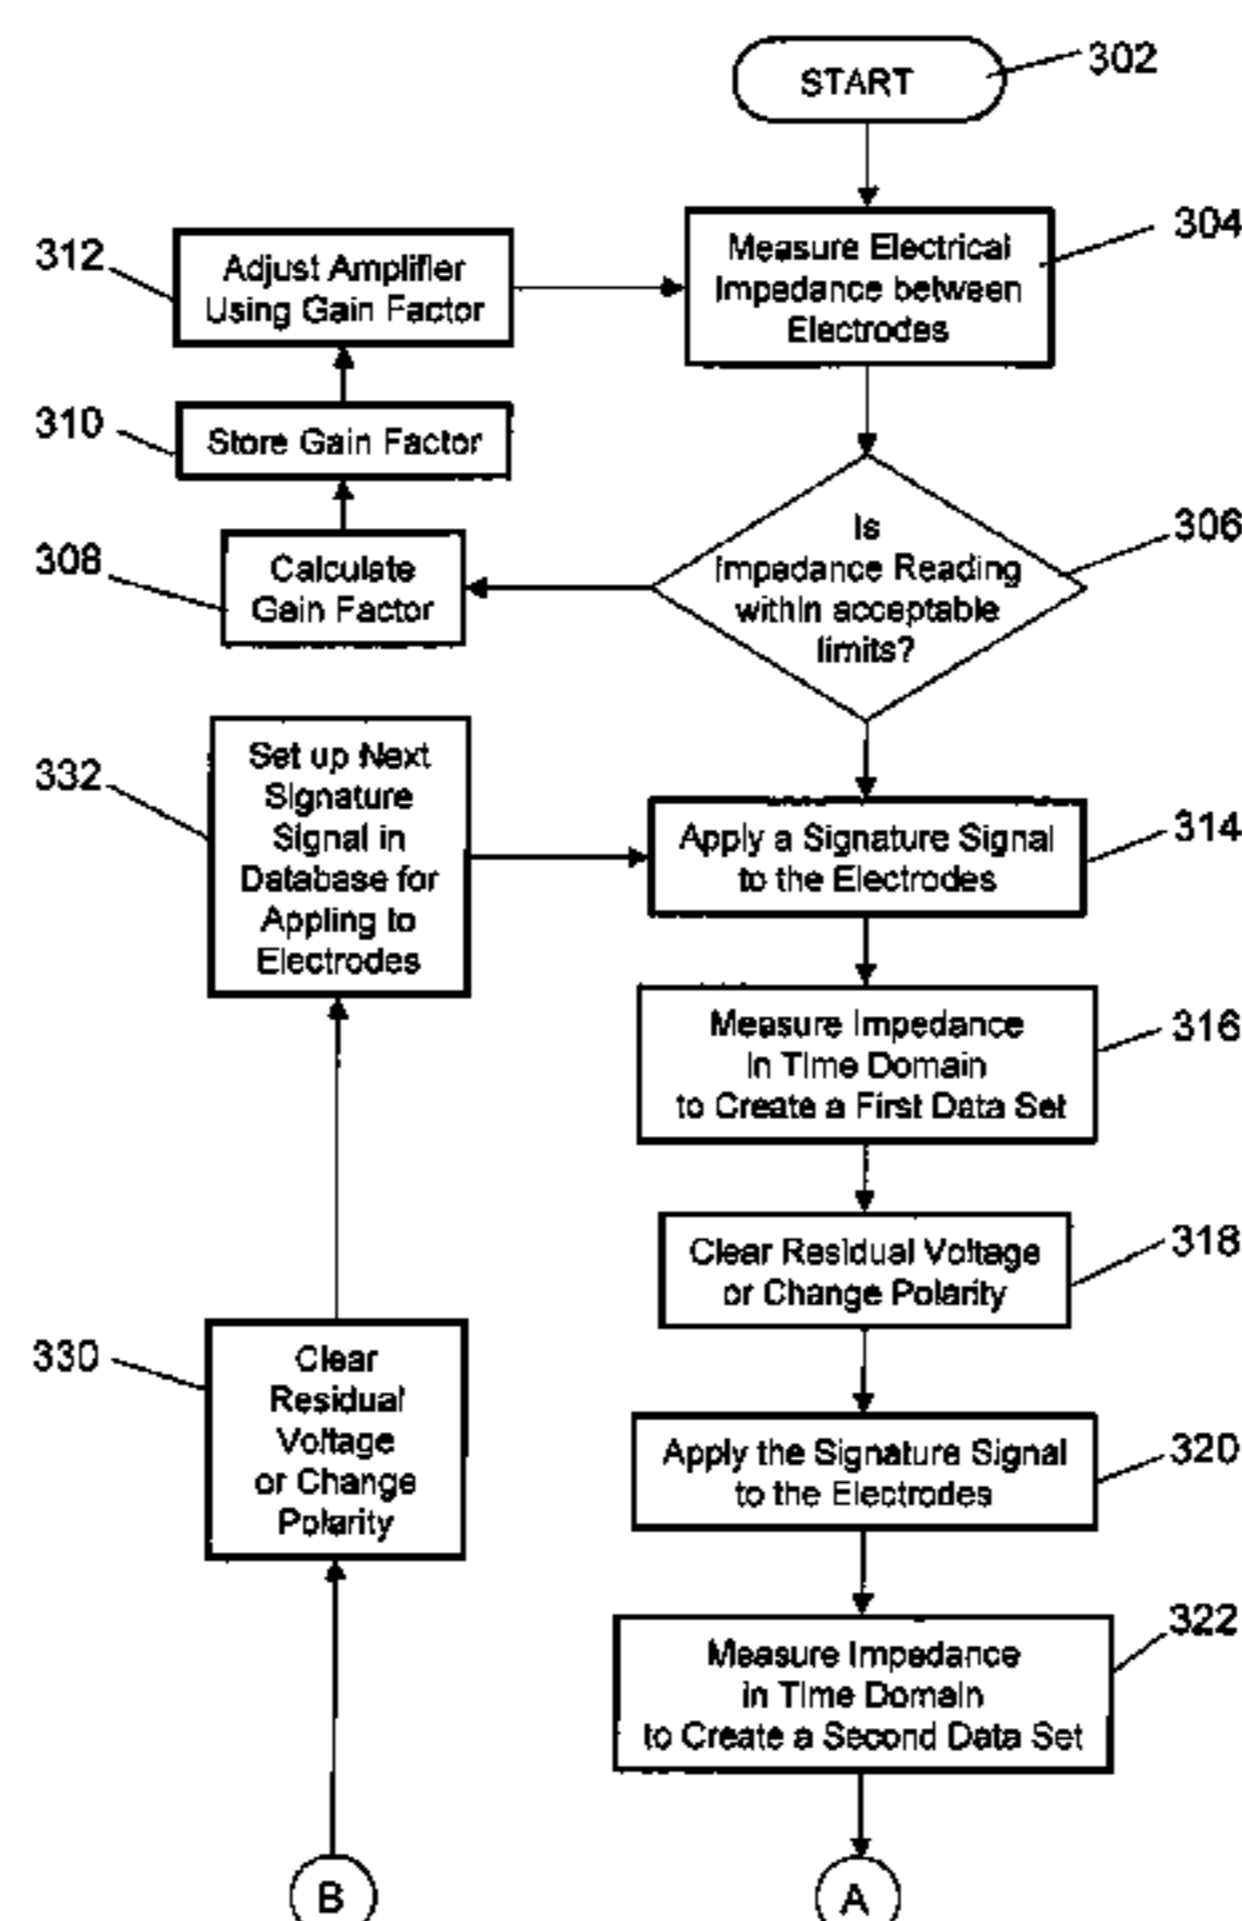 START
302
Measure Electrical
Impedance between
Electrodes
304
312
Adjust Amplifier
Using Gain Factor
310
Store Gain Factor
308
Calculate
Gain Factor
Is
Impedance Reading
within acceptable
limits?
306
332
Set up Next
Signature
Signal in
Database for
Appling to
Electrodes
Apply a Signature Signal
to the Electrodes
314
Measure Impedance
in Time Domain
to Create a First Data Set
316
Clear Residual Voltage
or Change Polarity
318
330
Clear
Residual
Voltage
or Change
Polarity
Apply the Signature Signal
to the Electrodes
320
Measure Impedance
in Time Domain
to Create a Second Data Set
322
B
A